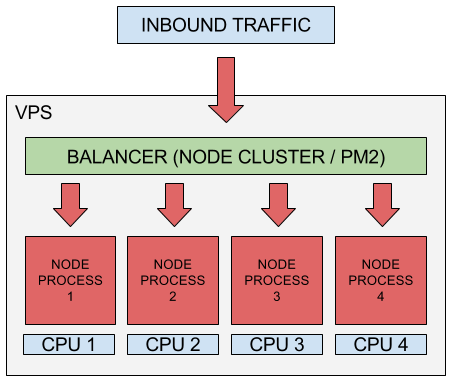 INBOUND TRAFFIC
VPS
BALANCER (NODE CLUSTER / PM2)
NODE
PROCESS
1
NODE
PROCESS
2
NODE
PROCESS
3
NODE
PROCESS
4
CPU 1
CPU 2
CPU 3
CPU 4